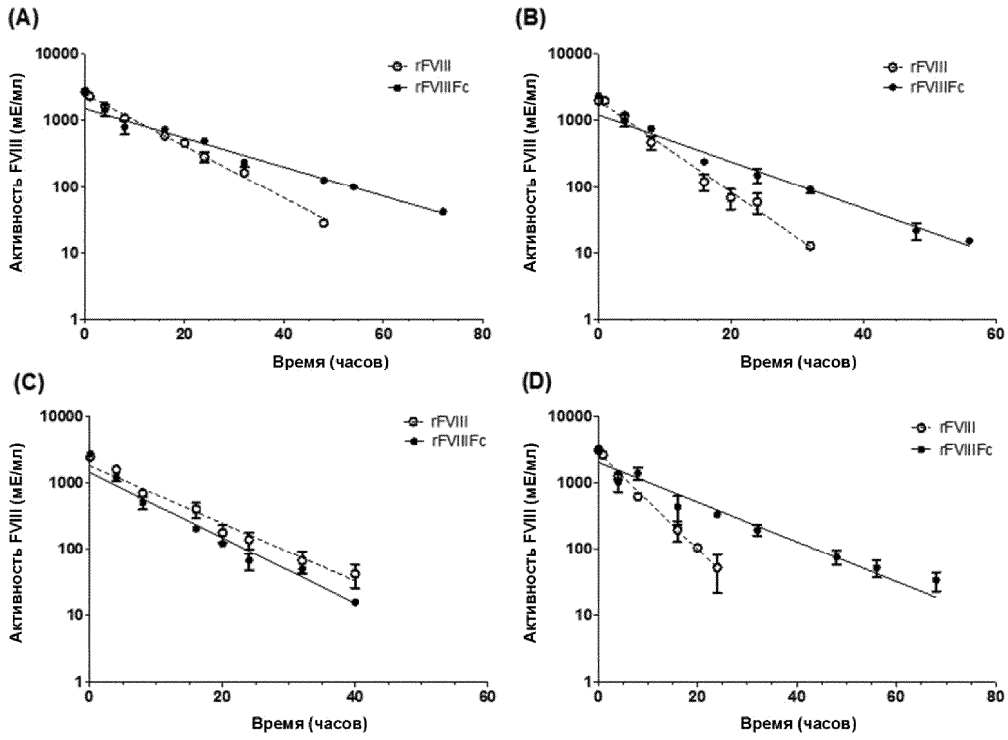 (A)
Активность FVIII (мЕ/мл)
10000
1000
100
10
1
rFVIII
rFVIIIFc
0 20 40 60 80
Время (часов)
(B)
Активность FVIII (мЕ/мл)
10000
1000
100
10
1
rFVIII
rFVIIIFc
0 20 40 60
Время (часов)
(C)
Активность FVIII (мЕ/мл)
10000
1000
100
10
1
rFVIII
rFVIIIFc
0 20 40 60
Время (часов)
(D)
Активность FVIII (мЕ/мл)
10000
1000
100
10
1
rFVIII
rFVIIIFc
0 20 40 60 80
Время (часов)